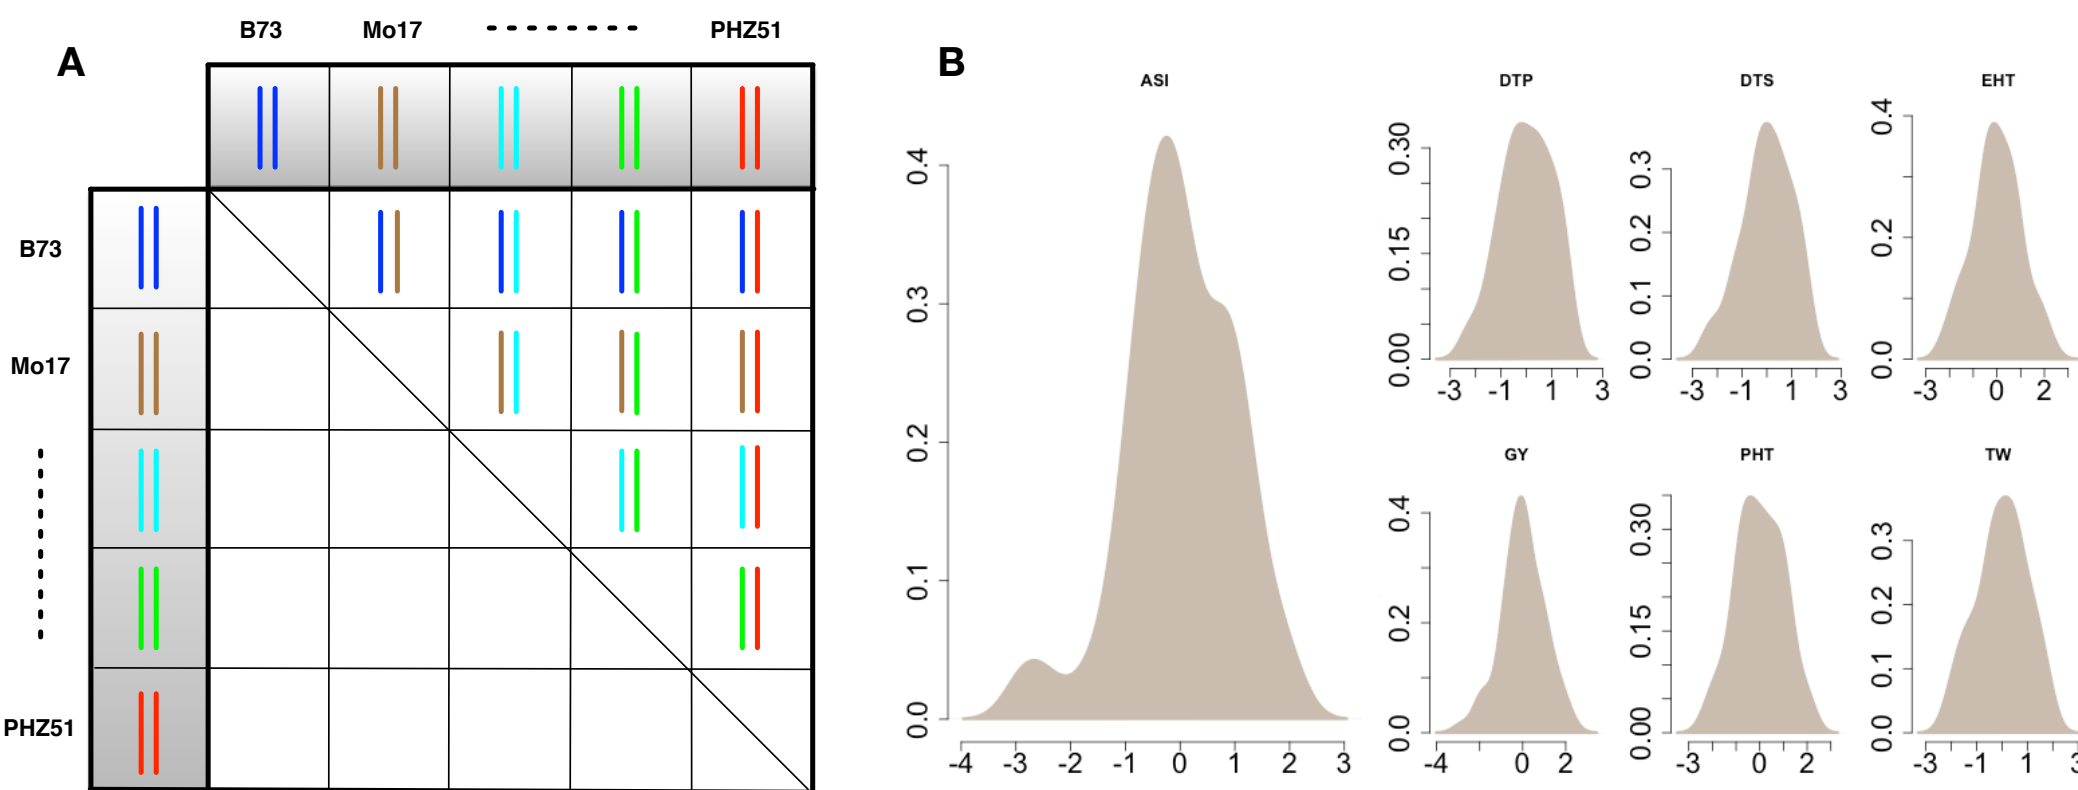 A
B73 Mo17 PHZ51
B73
Mo17
PHZ51
B
ASI
0.0 0.1 0.2 0.3 0.4
-4 -3 -2 -1 0 1 2 3
DTP
0.00 0.15 0.30
-3 -1 1 3
DTS
0.0 0.1 0.2 0.3
-3 -1 1 3
EHT
0.0 0.2 0.4
-3 0 2
GY
0.0 0.2 0.4
-4 0 2
PHT
0.00 0.15 0.30
-3 0 2
TW
0.0 0.1 0.2 0.3
-3 -1 1 3